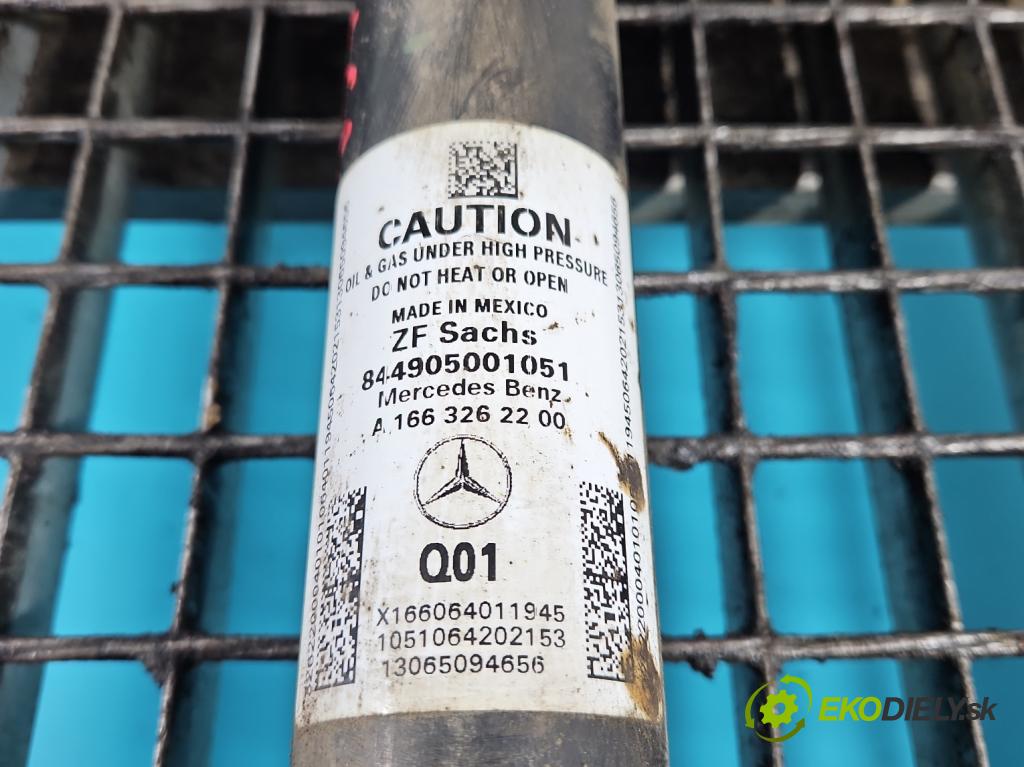 CAUTION
OIL & GAS UNDER HIGH PRESSURE
DO NOT HEAT OR OPEN
MADE IN MEXICO
ZF Sachs
844905001051
Mercedes Benz
A 166 326 22 00
Q01
X166064011945
1051064202153
13065094656
EKODIELY.sk